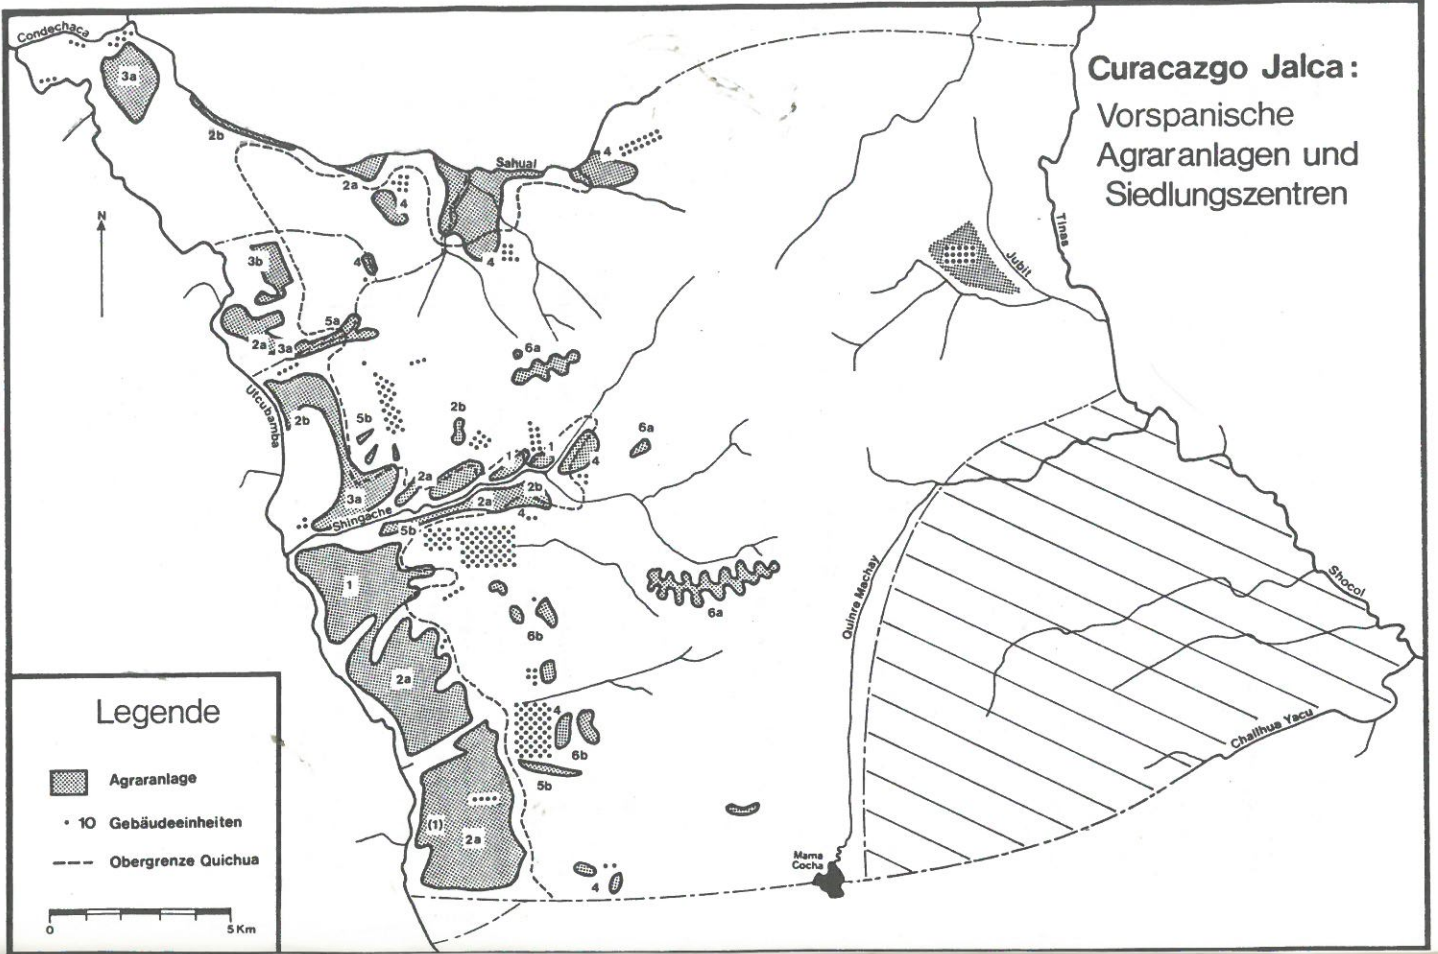 Curacazgo Jalca :
Vorspanische
Agraranlagen und
Siedlungszentren
Condechaca
3a
2b
Sahual
4
2a
4
4
N
3b
4
Tinas
Jubit
5a
2a
3a
6a
Utcubamba
2b
5b
2b
6a
1
1
4
2a
3a
2b
2a
Shingache
4
5b
1
6a
Quinre Machay
Shocol
6b
2a
4
6b
5b
Challhua Yacu
(1)
2a
Mama
Cocha
4
Legende
Agraranlage
10 Gebäudeeinheiten
Obergrenze Quichua
0 5 Km